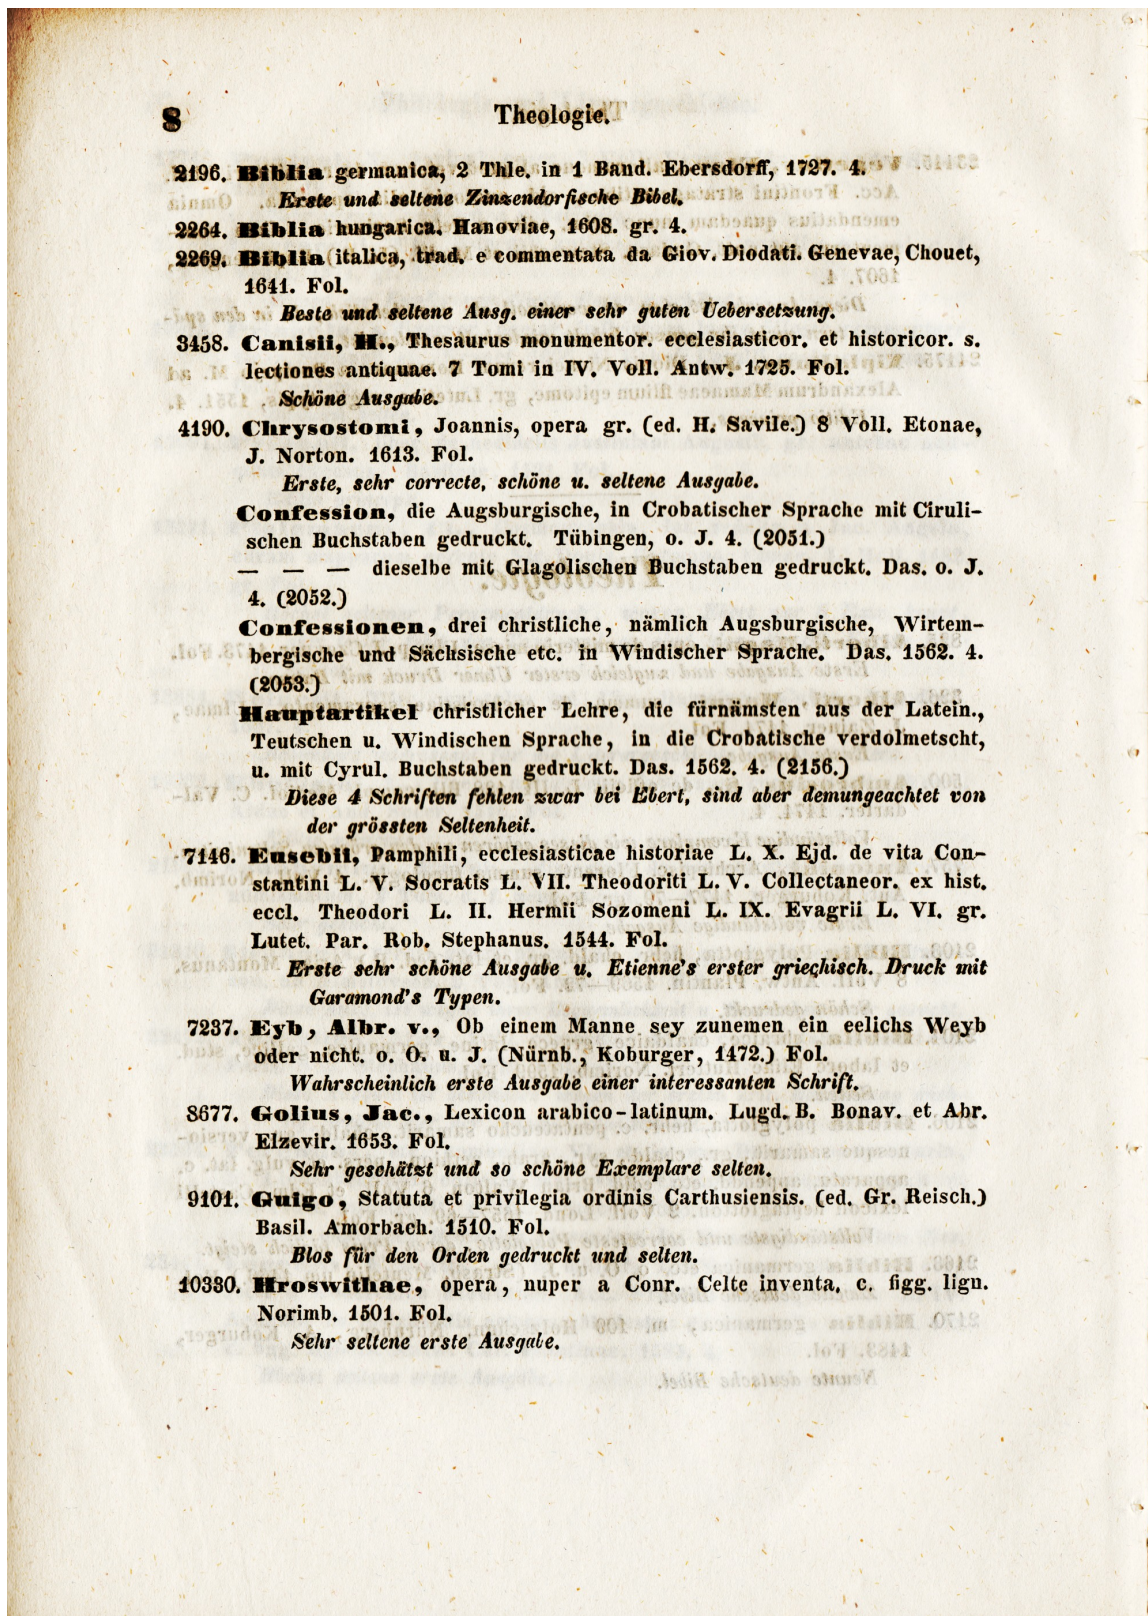 8
Theologie.
2196. Biblia germanica, 2 Thle. in 1 Band. Ebersdorff, 1727. 4.
Erste und seltene Zinzendorfische Bibel.
2264. Biblia hungarica. Hanoviae, 1608. gr. 4.
2269. Biblia italica, trad. e commentata da Giov. Diodati. Genevae, Chouet,
1641. Fol.
Beste und seltene Ausg. einer sehr guten Uebersetzung.
3458. Canisii, H., Thesaurus monumentor. ecclesiasticor. et historicor. s.
lectiones antiquae. 7 Tomi in IV. Voll. Antw. 1725. Fol.
Schöne Ausgabe.
4190. Chrysostomi, Joannis, opera gr. (ed. H. Savile.) 8 Voll. Etonae,
J. Norton. 1613. Fol.
Erste, sehr correcte, schöne u. seltene Ausgabe.
Confession, die Augsburgische, in Crobatischer Sprache mit Ciruli-
schen Buchstaben gedruckt. Tübingen, o. J. 4. (2051.)
— — — dieselbe mit Glagolischen Buchstaben gedruckt. Das. o. J.
4. (2052.)
Confessionen, drei christliche, nämlich Augsburgische, Wirtem-
bergische und Sächsische etc. in Windischer Sprache. Das. 1562. 4.
(2053.)
Hauptartikel christlicher Lehre, die fürnämsten aus der Latein.,
Teutschen u. Windischen Sprache, in die Crobatische verdolmetscht,
u. mit Cyrul. Buchstaben gedruckt. Das. 1562. 4. (2156.)
Diese 4 Schriften fehlen zwar bei Ebert, sind aber demungeachtet von
der grössten Seltenheit.
7146. Eusebii, Pamphili, ecclesiasticae historiae L. X. Ejd. de vita Con-
stantini L. V. Socratis L. VII. Theodoriti L. V. Collectaneor. ex hist.
eccl. Theodori L. II. Hermii Sozomeni L. IX. Evagrii L. VI. gr.
Lutet. Par. Rob. Stephanus. 1544. Fol.
Erste sehr schöne Ausgabe u. Etienne's erster griechisch. Druck mit
Garamond's Typen.
7237. Eyb, Albr. v., Ob einem Manne sey zunemen ein eelichs Weyb
oder nicht. o. O. u. J. (Nürnb., Koburger, 1472.) Fol.
Wahrscheinlich erste Ausgabe einer interessanten Schrift.
8677. Golius, Jac., Lexicon arabico-latinum. Lugd. B. Bonav. et Abr.
Elzevir. 1653. Fol.
Sehr geschätzt und so schöne Exemplare selten.
9101. Guigo, Statuta et privilegia ordinis Carthusiensis. (ed. Gr. Reisch.)
Basil. Amorbach. 1510. Fol.
Blos für den Orden gedruckt und selten.
10330. Hroswithae, opera, nuper a Conr. Celte inventa. c. figg. lign.
Norimb. 1501. Fol.
Sehr seltene erste Ausgabe.